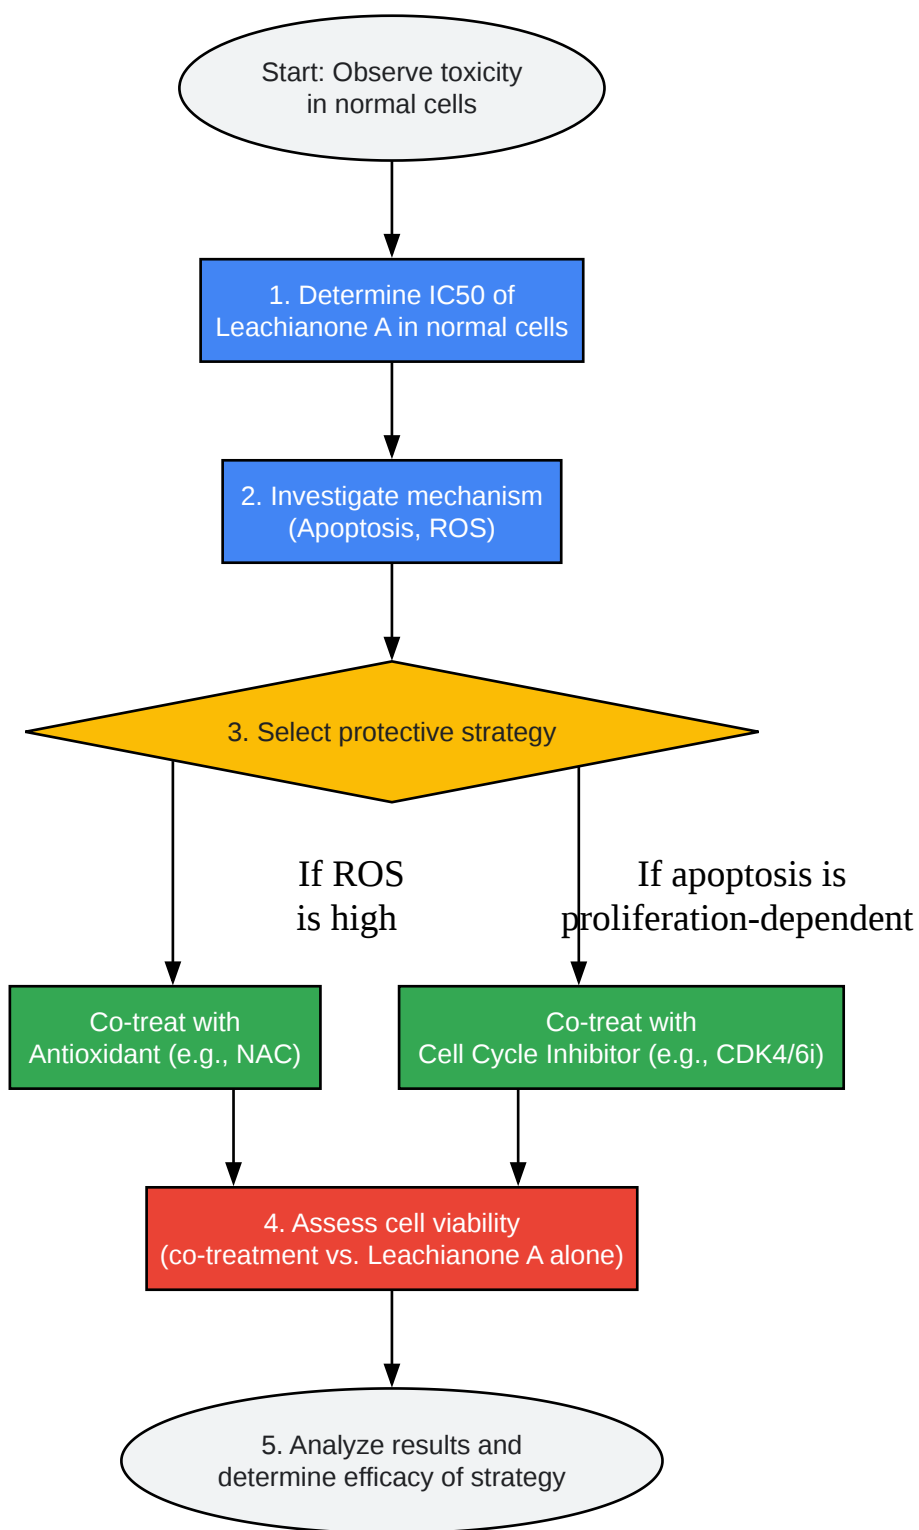 Start: Observe toxicity
in normal cells
1. Determine IC50 of
Leachianone A in normal cells
2. Investigate mechanism
(Apoptosis, ROS)
3. Select protective strategy
If ROS
is high
If apoptosis is
proliferation-dependent
Co-treat with
Antioxidant (e.g., NAC)
Co-treat with
Cell Cycle Inhibitor (e.g., CDK4/6i)
4. Assess cell viability
(co-treatment vs. Leachianone A alone)
5. Analyze results and
determine efficacy of strategy